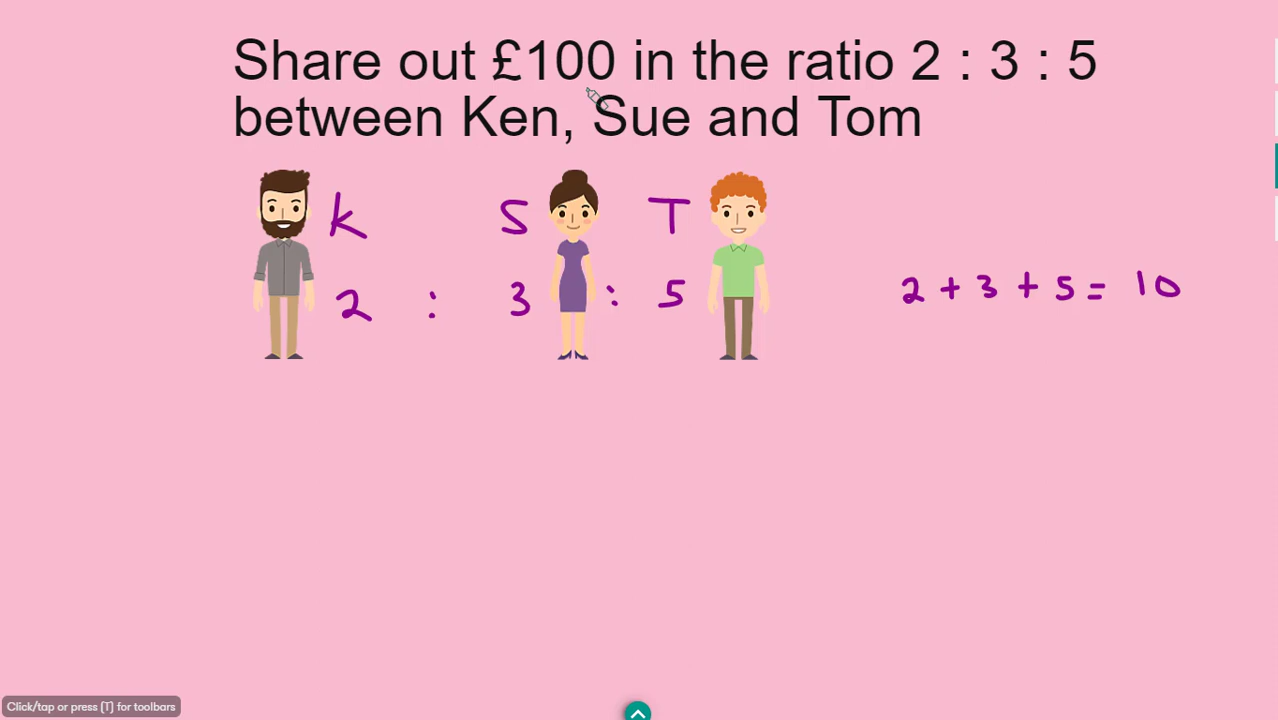 Share out £100 in the ratio 2 : 3 : 5
between Ken, Sue and Tom
K S T
2 : 3 : 5
2 + 3 + 5 = 10
Click/tap or press (T) for toolbars